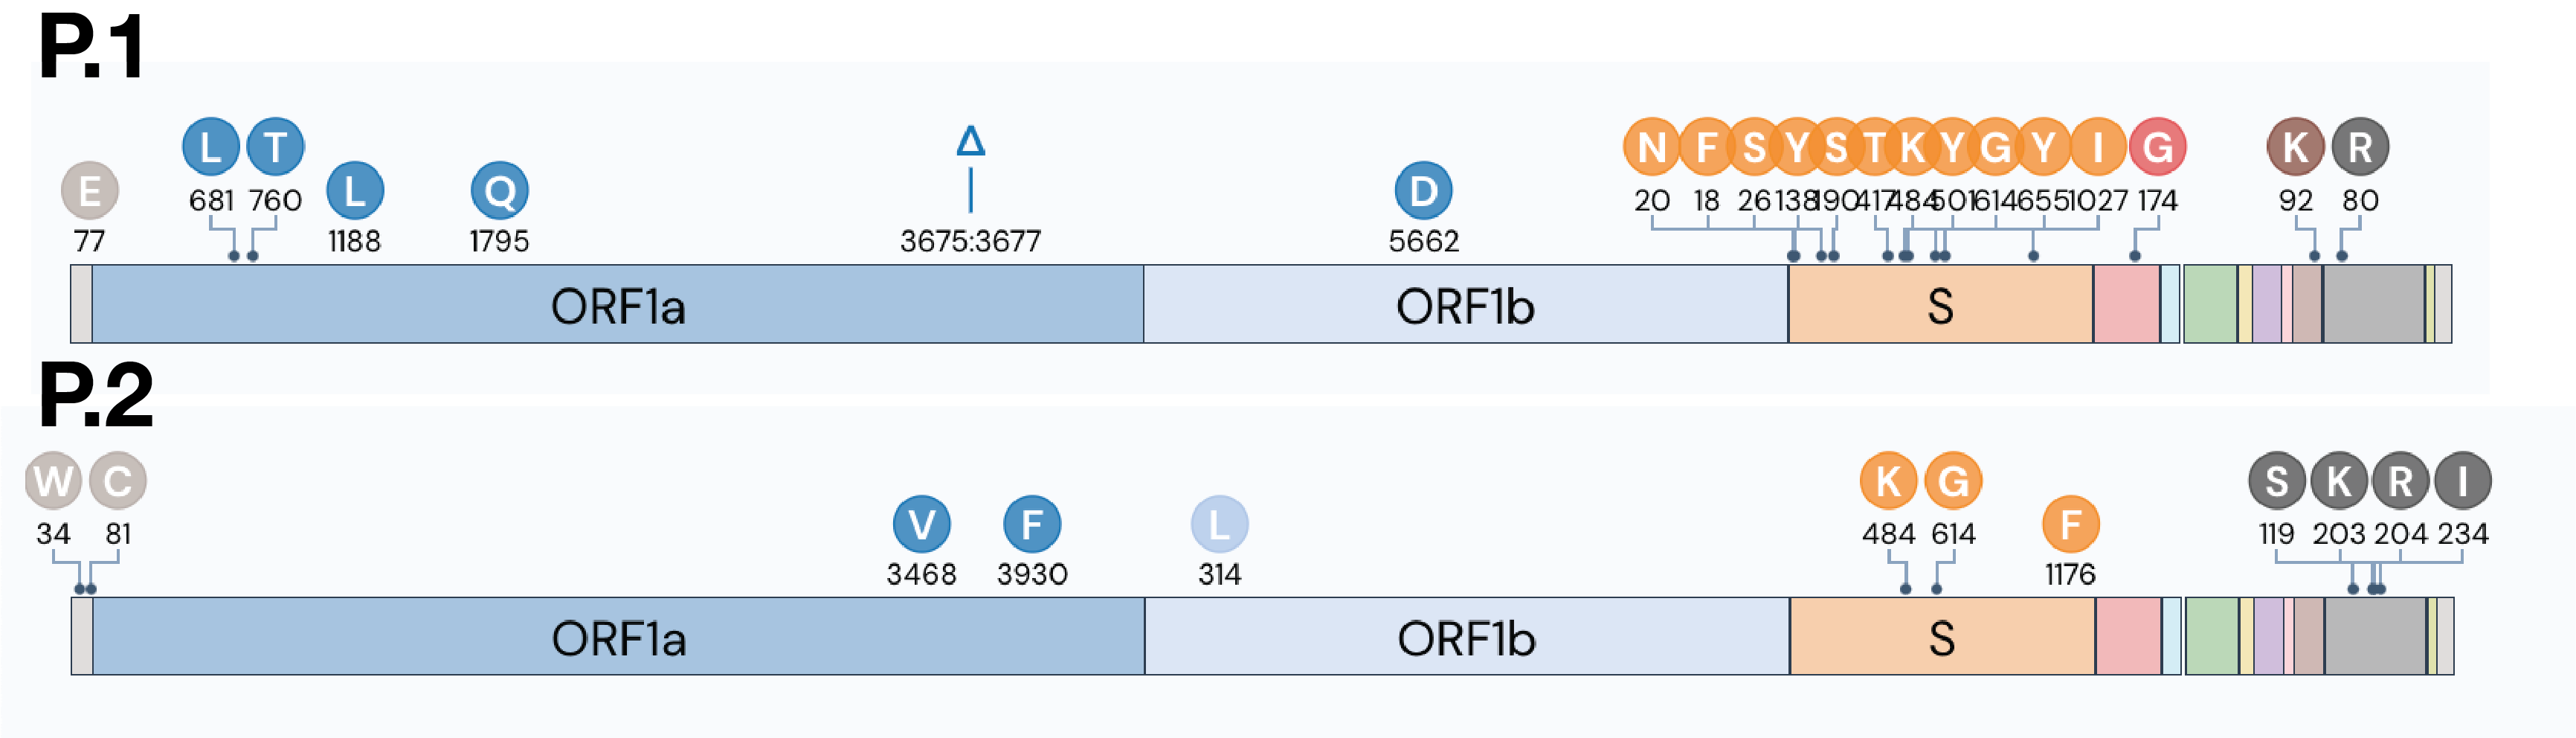 P.1
L T N F S Y S T K Y G Y I G K R
E L Q Δ D
681 760 20 18 26 138 190 417 484 501 614 655 1027 174 92 80
77 1188 1795 3675:3677 5662
ORF1a ORF1b S
P.2
W C K G S K R I
V F L F
34 81 484 614 119 203 204 234
3468 3930 314 1176
ORF1a ORF1b S